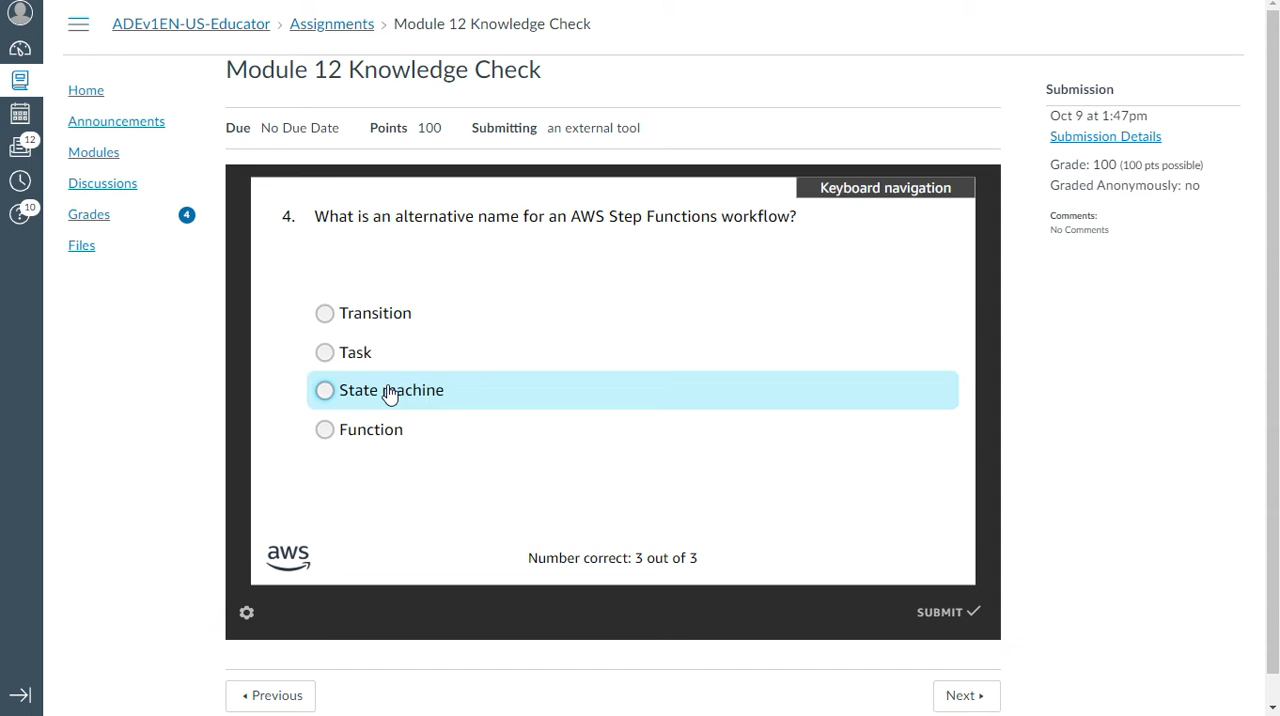 ADEv1EN-US-Educator › Assignments › Module 12 Knowledge Check
Module 12 Knowledge Check
Home
Announcements
Modules
Discussions
Grades 4
Files
12
10
Due No Due Date Points 100 Submitting an external tool
Keyboard navigation
4. What is an alternative name for an AWS Step Functions workflow?
Transition
Task
State machine
Function
aws
Number correct: 3 out of 3
SUBMIT
Previous
Next
Submission
Oct 9 at 1:47pm
Submission Details
Grade: 100 (100 pts possible)
Graded Anonymously: no
Comments:
No Comments